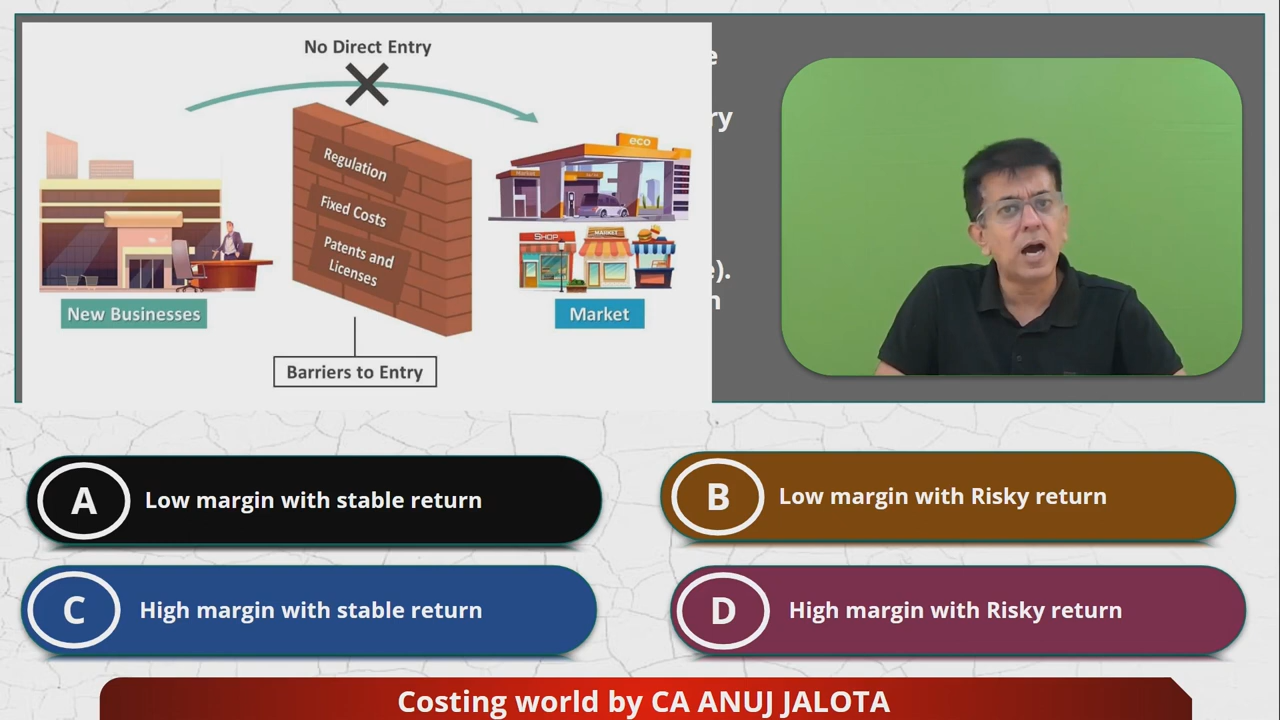 No Direct Entry
Regulation
Fixed Costs
Patents and
Licenses
eco
SHOP
MARKET
New Businesses
Market
Barriers to Entry
e
ry
e).
n
A Low margin with stable return
B Low margin with Risky return
C High margin with stable return
D High margin with Risky return
Costing world by CA ANUJ JALOTA